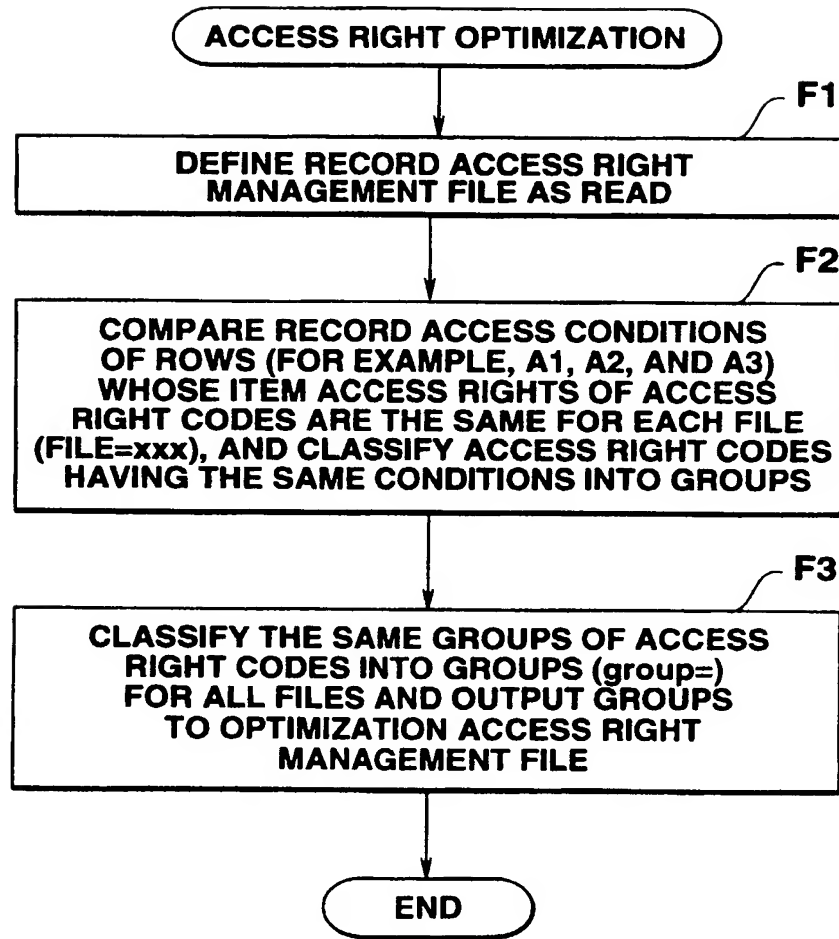 ACCESS RIGHT OPTIMIZATION
F1
DEFINE RECORD ACCESS RIGHT
MANAGEMENT FILE AS READ
F2
COMPARE RECORD ACCESS CONDITIONS
OF ROWS (FOR EXAMPLE, A1, A2, AND A3)
WHOSE ITEM ACCESS RIGHTS OF ACCESS
RIGHT CODES ARE THE SAME FOR EACH FILE
(FILE=xxx), AND CLASSIFY ACCESS RIGHT CODES
HAVING THE SAME CONDITIONS INTO GROUPS
F3
CLASSIFY THE SAME GROUPS OF ACCESS
RIGHT CODES INTO GROUPS (group=)
FOR ALL FILES AND OUTPUT GROUPS
TO OPTIMIZATION ACCESS RIGHT
MANAGEMENT FILE
END